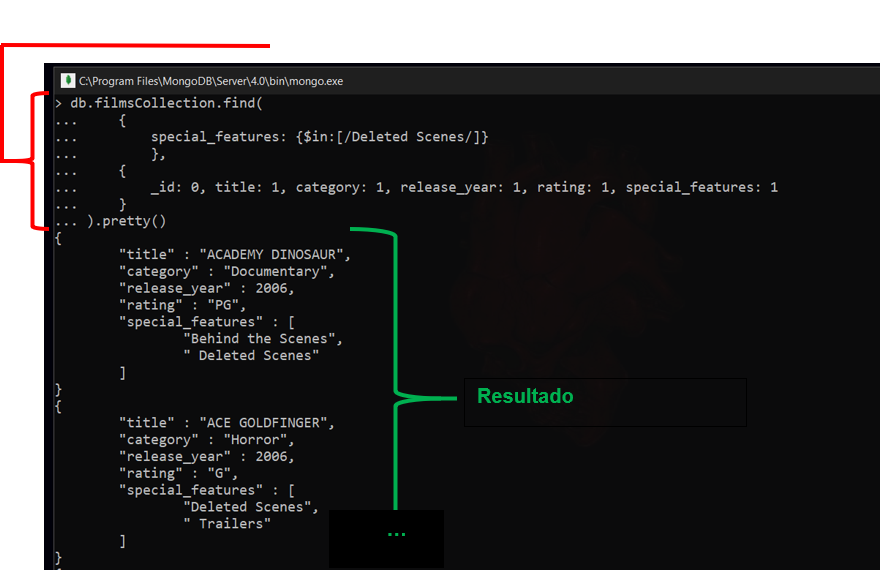 C:\Program Files\MongoDB\Server\4.0\bin\mongo.exe
> db.filmsCollection.find(
... {
... special_features: {$in:[/Deleted Scenes/]}
... },
... {
... _id: 0, title: 1, category: 1, release_year: 1, rating: 1, special_features: 1
... }
... ).pretty()
{
"title" : "ACADEMY DINOSAUR",
"category" : "Documentary",
"release_year" : 2006,
"rating" : "PG",
"special_features" : [
"Behind the Scenes",
" Deleted Scenes"
]
}
Resultado
{
"title" : "ACE GOLDFINGER",
"category" : "Horror",
"release_year" : 2006,
"rating" : "G",
"special_features" : [
"Deleted Scenes",
" Trailers"
...
]
}